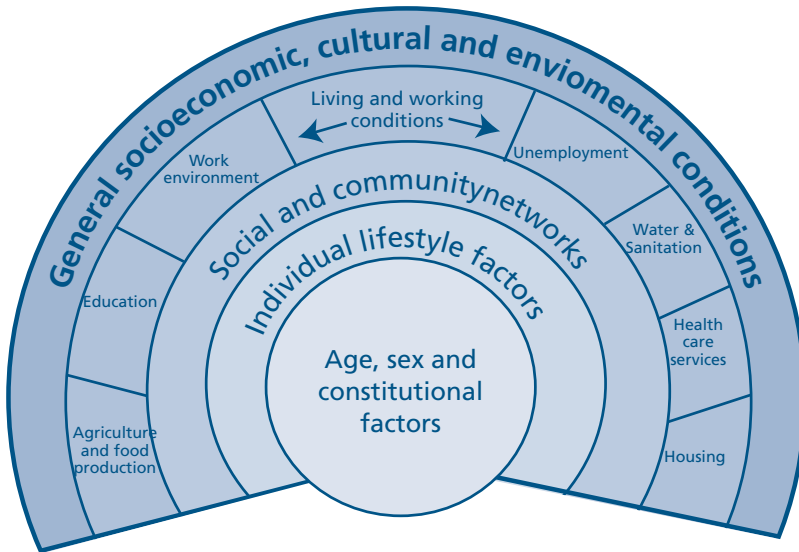 General socioeconomic, cultural and enviromental conditions
Living and working
conditions
Work
environment
Unemployment
Education
Water &
Sanitation
Agriculture
and food
production
Health
care
services
Housing
Social and communitynetworks
Individual lifestyle factors
Age, sex and
constitutional
factors